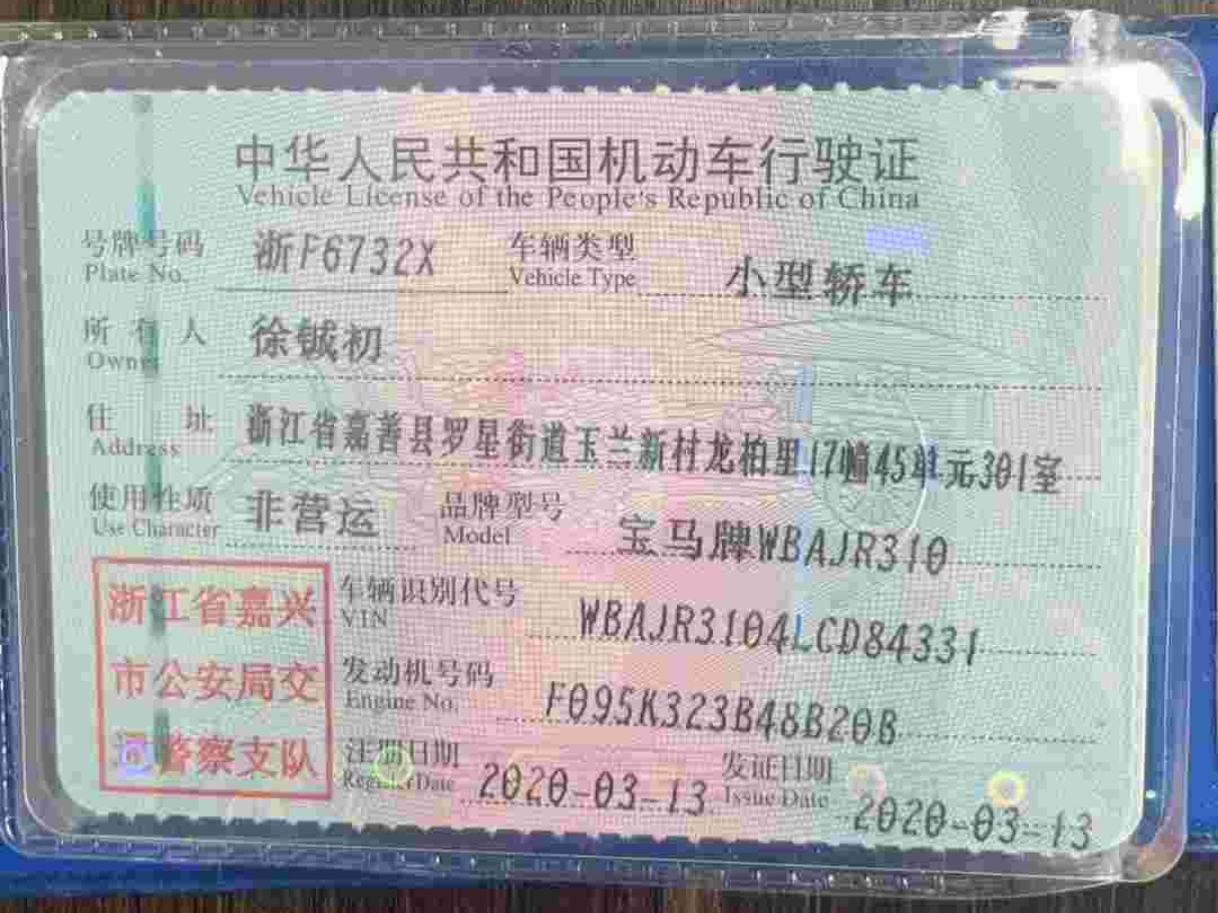 中华人民共和国机动车行驶证
Vehicle License of the People's Republic of China
号牌号码 浙F6732X 车辆类型 小型轿车
Plate No. Vehicle Type
所有人 徐铖初
Owner
住址 浙江省嘉善县罗星街道玉兰新村龙柏里17幢45单元301室
Address
使用性质 非营运 品牌型号 宝马牌WBAJR310
Use Character Model
浙江省嘉兴
市公安局交
通警察支队
车辆识别代号 WBAJR3104LCD84331
VIN
发动机号码 F095K323B48B20B
Engine No.
注册日期 2020-03-13 发证日期 2020-03-13
Register Date Issue Date